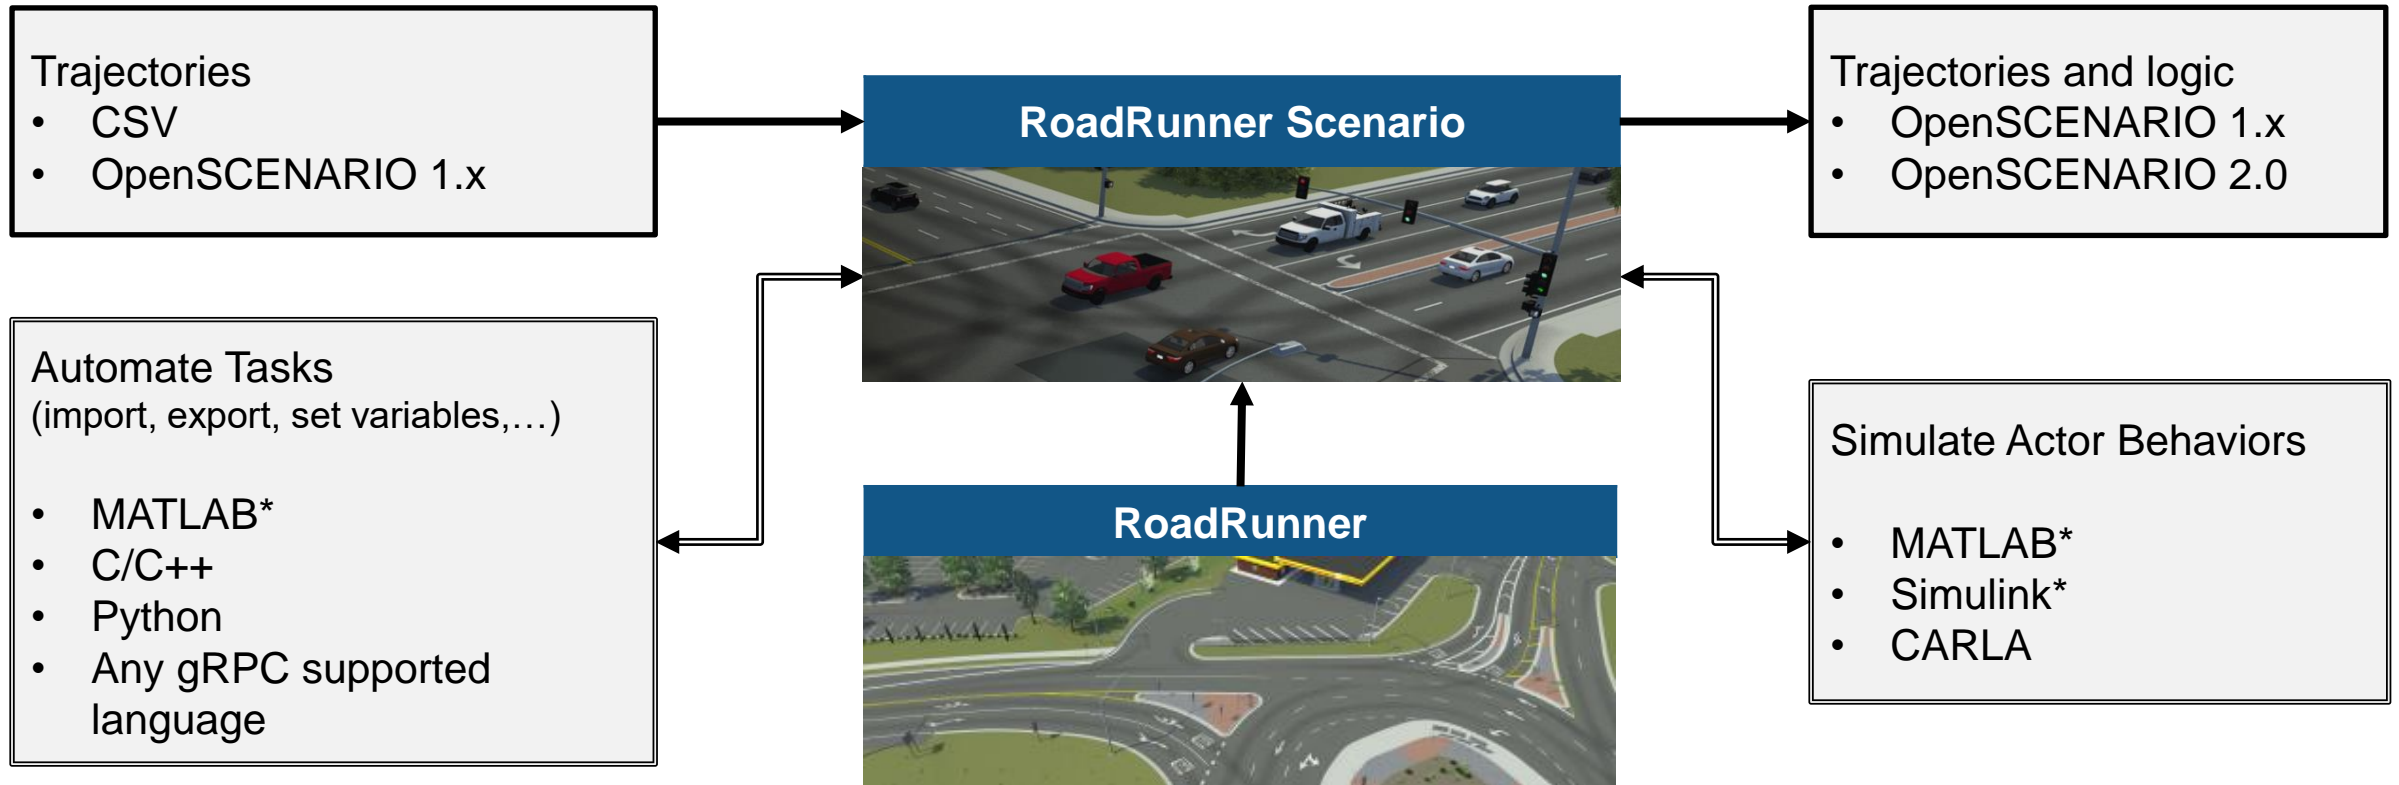 Trajectories
• CSV
• OpenSCENARIO 1.x
RoadRunner Scenario
Trajectories and logic
• OpenSCENARIO 1.x
• OpenSCENARIO 2.0
Automate Tasks
(import, export, set variables,…)
• MATLAB*
• C/C++
• Python
• Any gRPC supported
language
RoadRunner
Simulate Actor Behaviors
• MATLAB*
• Simulink*
• CARLA